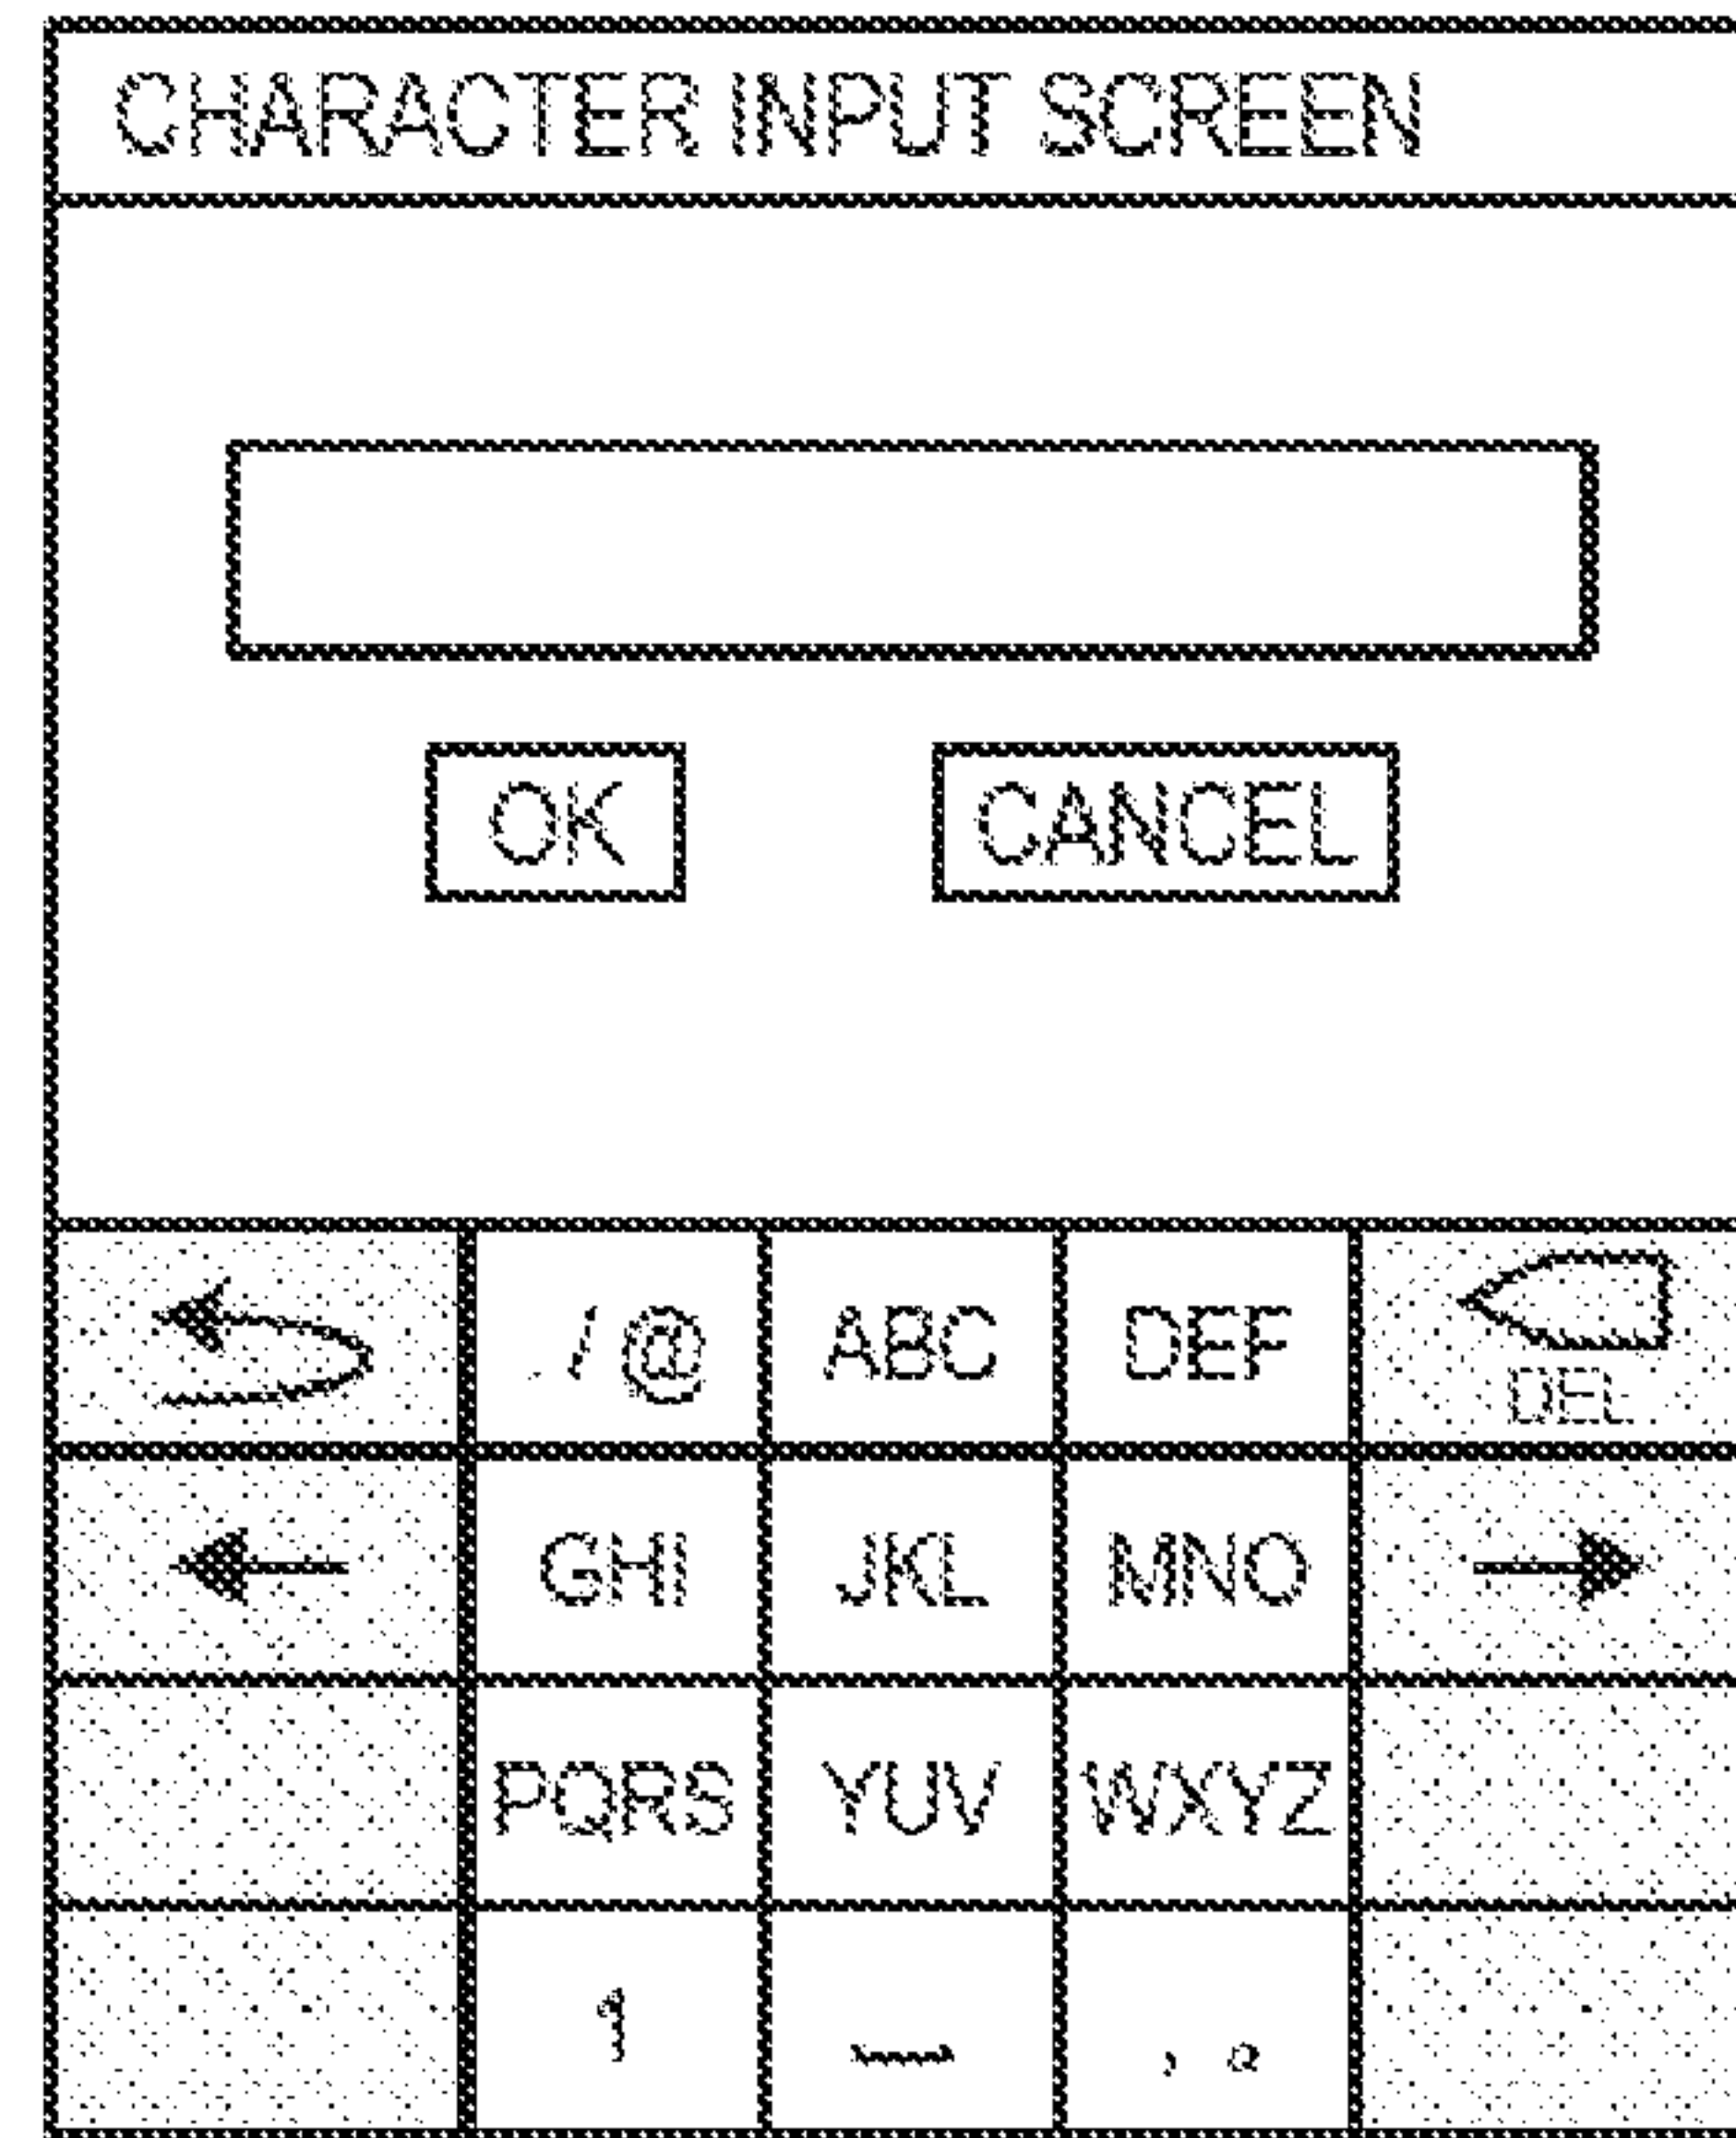 CHARACTER INPUT SCREEN
OK CANCEL
. / @ ABC DEF DEL
GHI JKL MNO
PQRS YUV WXYZ
1 ⎵ , 。